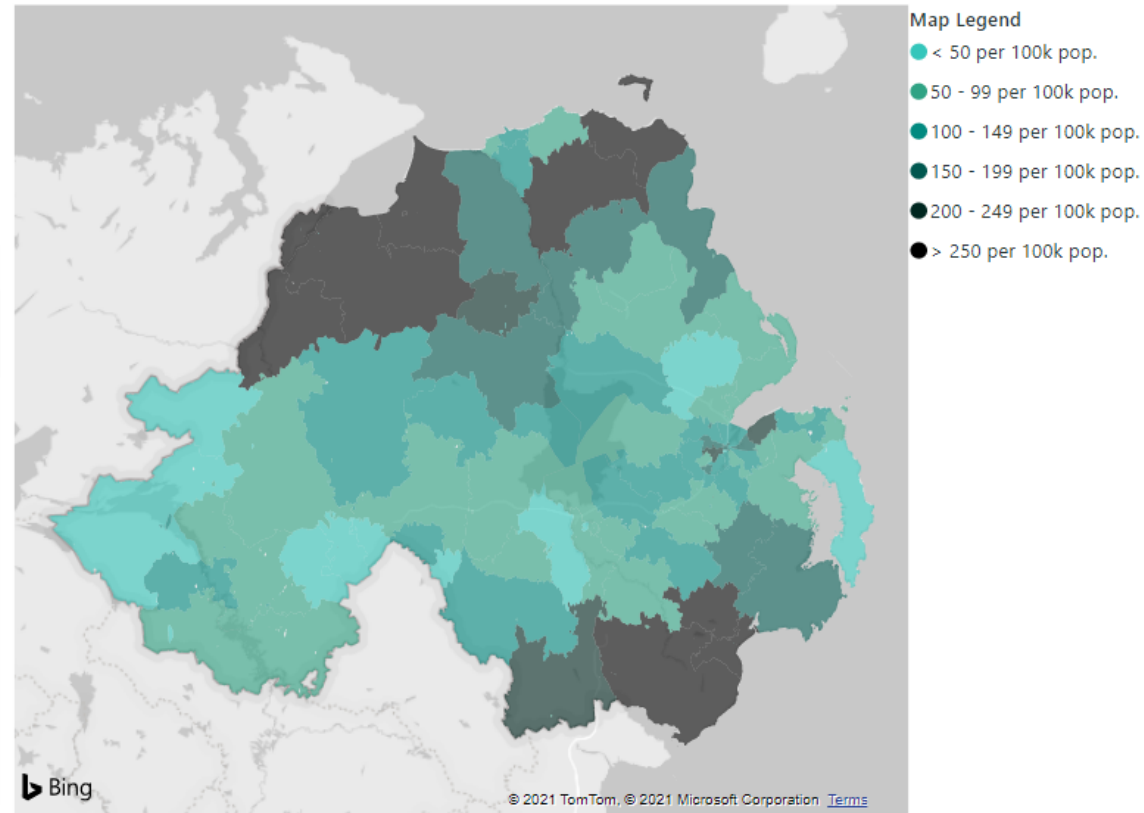 Map Legend
< 50 per 100k pop.
50 - 99 per 100k pop.
100 - 149 per 100k pop.
150 - 199 per 100k pop.
200 - 249 per 100k pop.
> 250 per 100k pop.
Bing
© 2021 TomTom, © 2021 Microsoft Corporation Terms